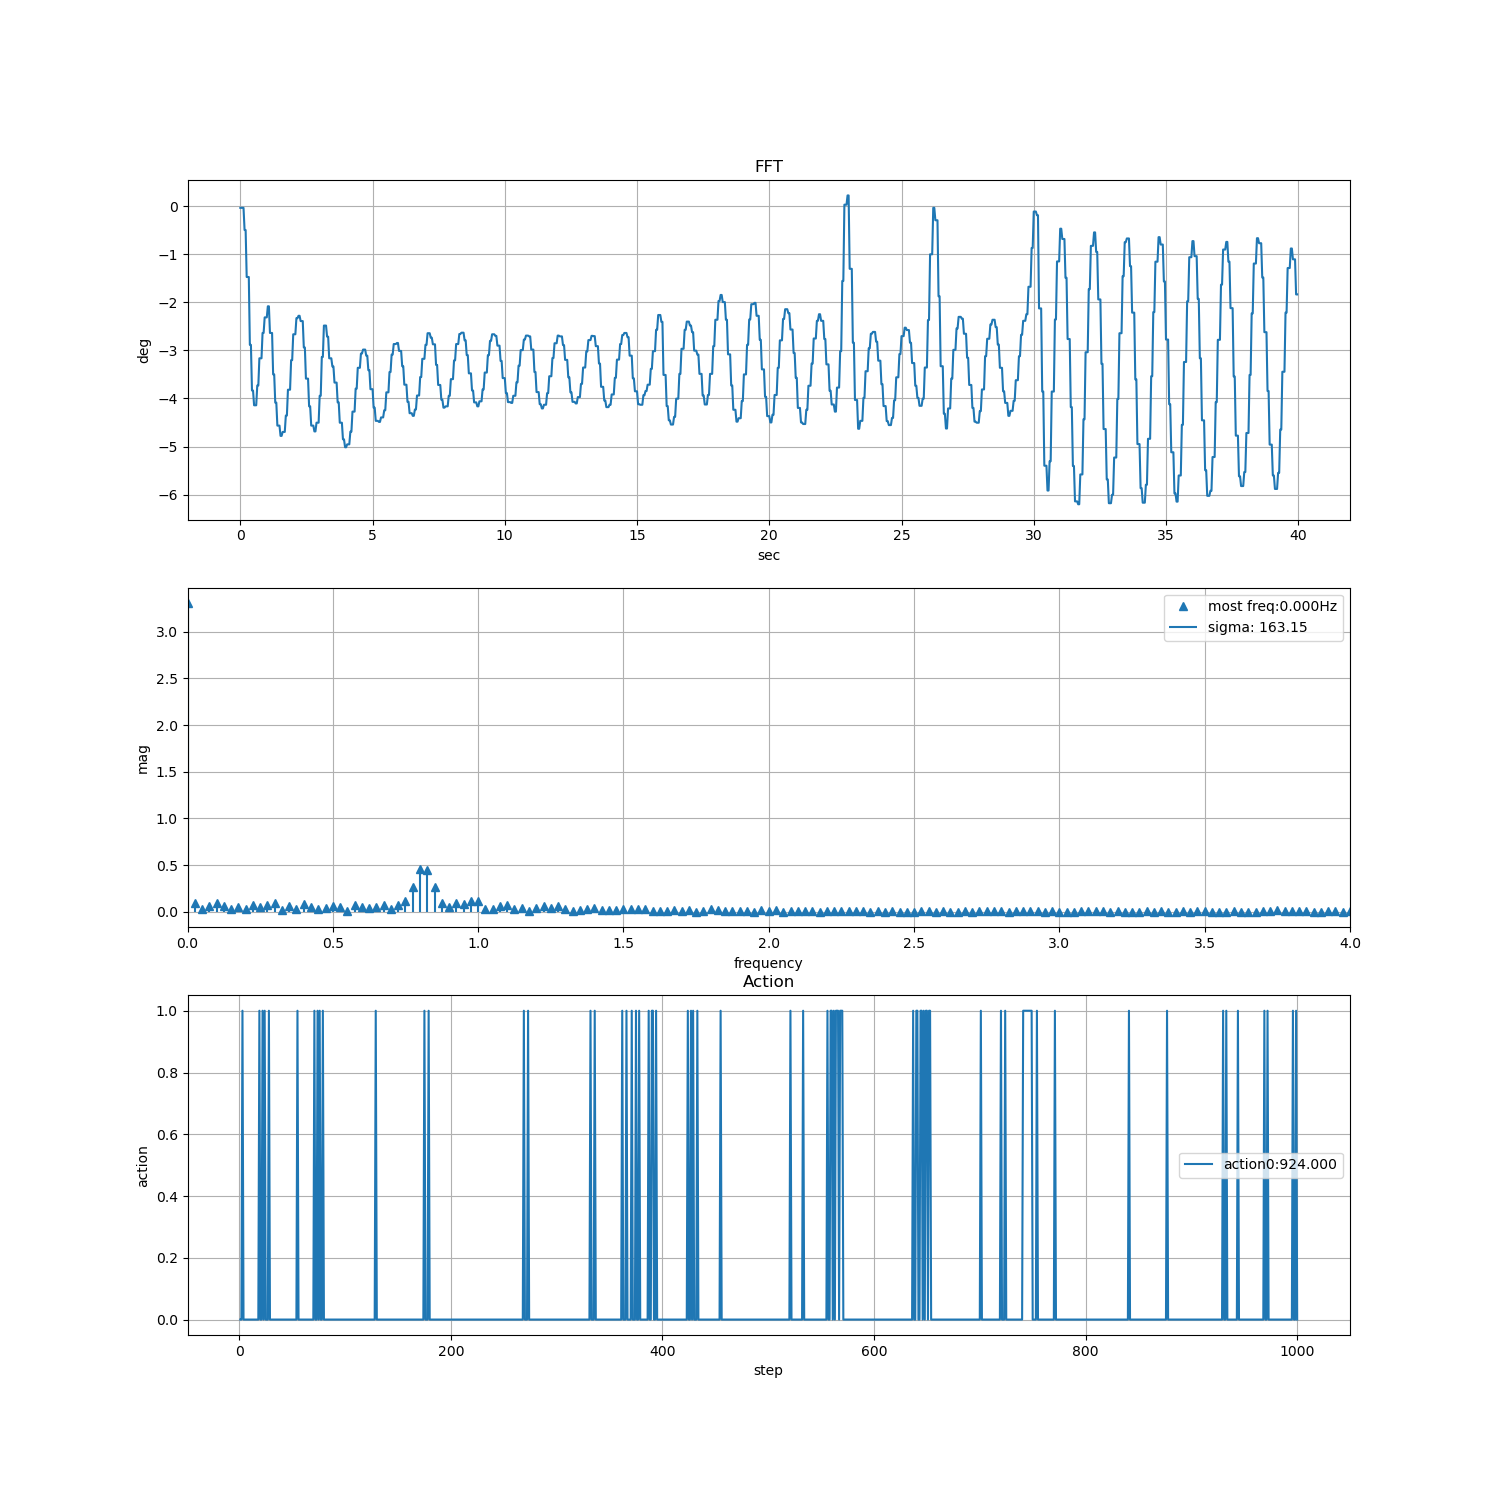 FFT
0
−1
−2
−3
−4
−5
−6
deg
0 5 10 15 20 25 30 35 40
sec
most freq:0.000Hz
sigma: 163.15
3.0
2.5
2.0
1.5
1.0
0.5
0.0
mag
0.0 0.5 1.0 1.5 2.0 2.5 3.0 3.5 4.0
frequency
Action
1.0
0.8
0.6
0.4
0.2
0.0
action
action0:924.000
0 200 400 600 800 1000
step